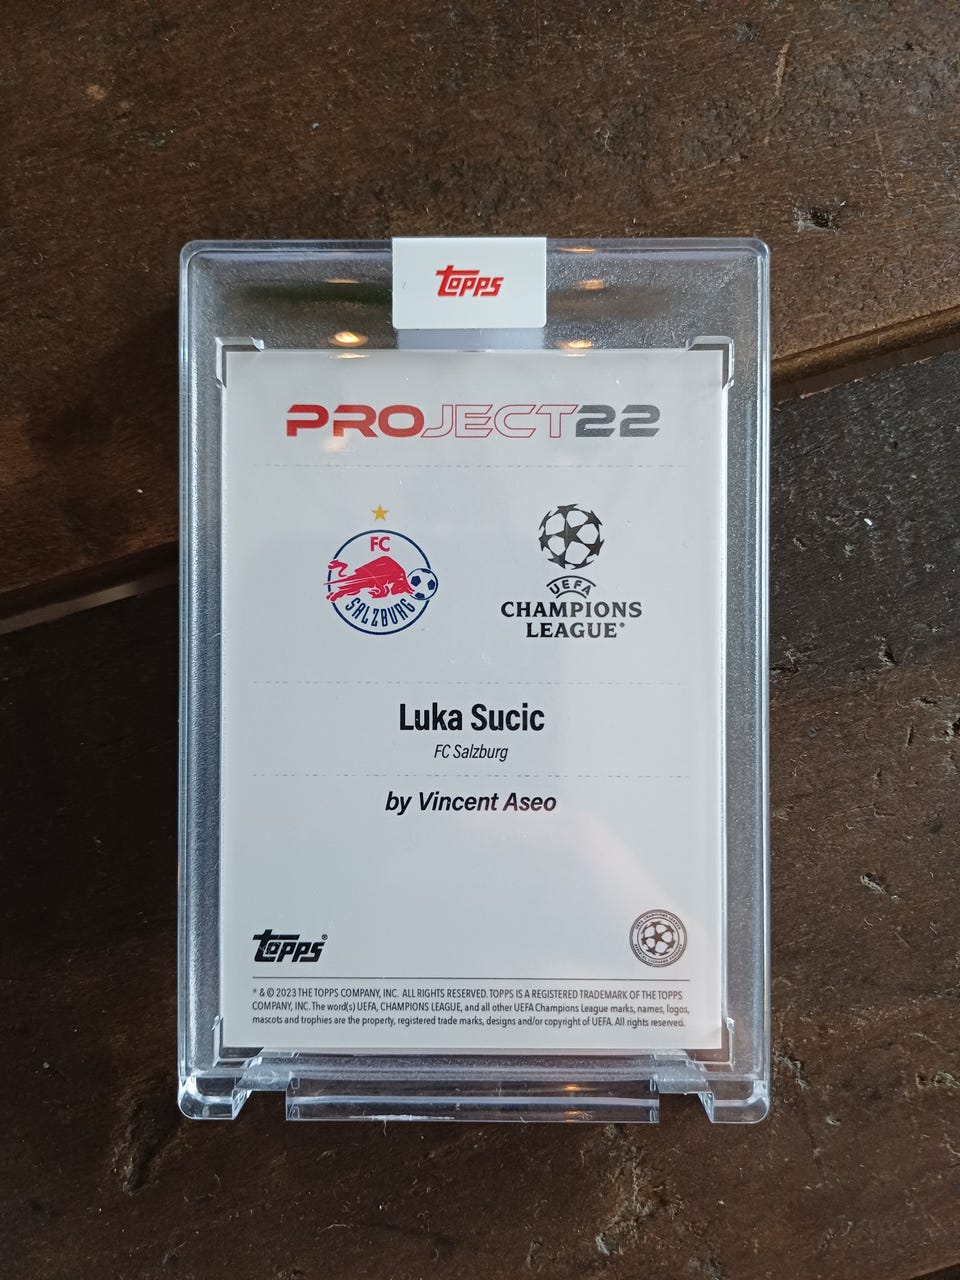 topps
PROJECT22
FC
SALZBURG
UEFA
CHAMPIONS
LEAGUE®
Luka Sucic
FC Salzburg
by Vincent Aseo
topps®
* & © 2023 THE TOPPS COMPANY, INC. ALL RIGHTS RESERVED. TOPPS IS A REGISTERED TRADEMARK OF THE TOPPS
COMPANY, INC. The word(s) UEFA, CHAMPIONS LEAGUE, and all other UEFA Champions League marks, names, logos,
mascots and trophies are the property, registered trade marks, designs and/or copyright of UEFA. All rights reserved.